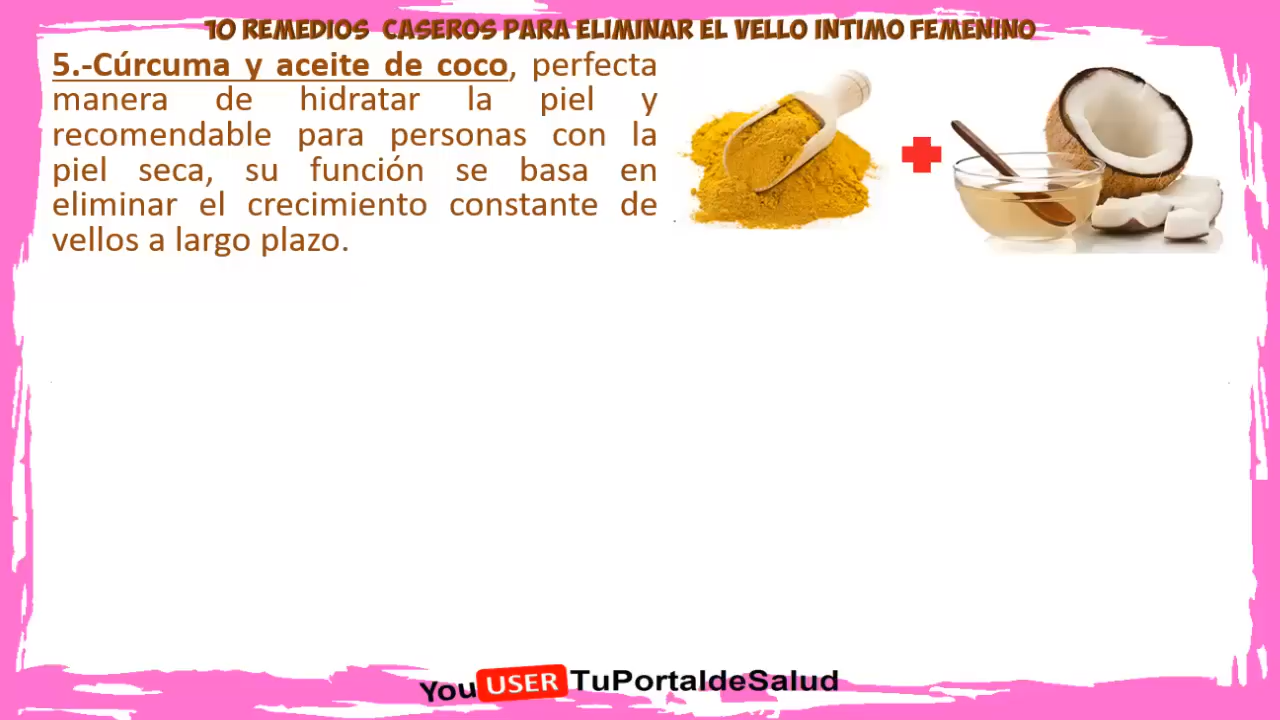 10 REMEDIOS CASEROS PARA ELIMINAR EL VELLO INTIMO FEMENINO
5.-Cúrcuma y aceite de coco, perfecta
manera de hidratar la piel y
recomendable para personas con la
piel seca, su función se basa en
eliminar el crecimiento constante de
vellos a largo plazo.
You USER TuPortaldeSalud